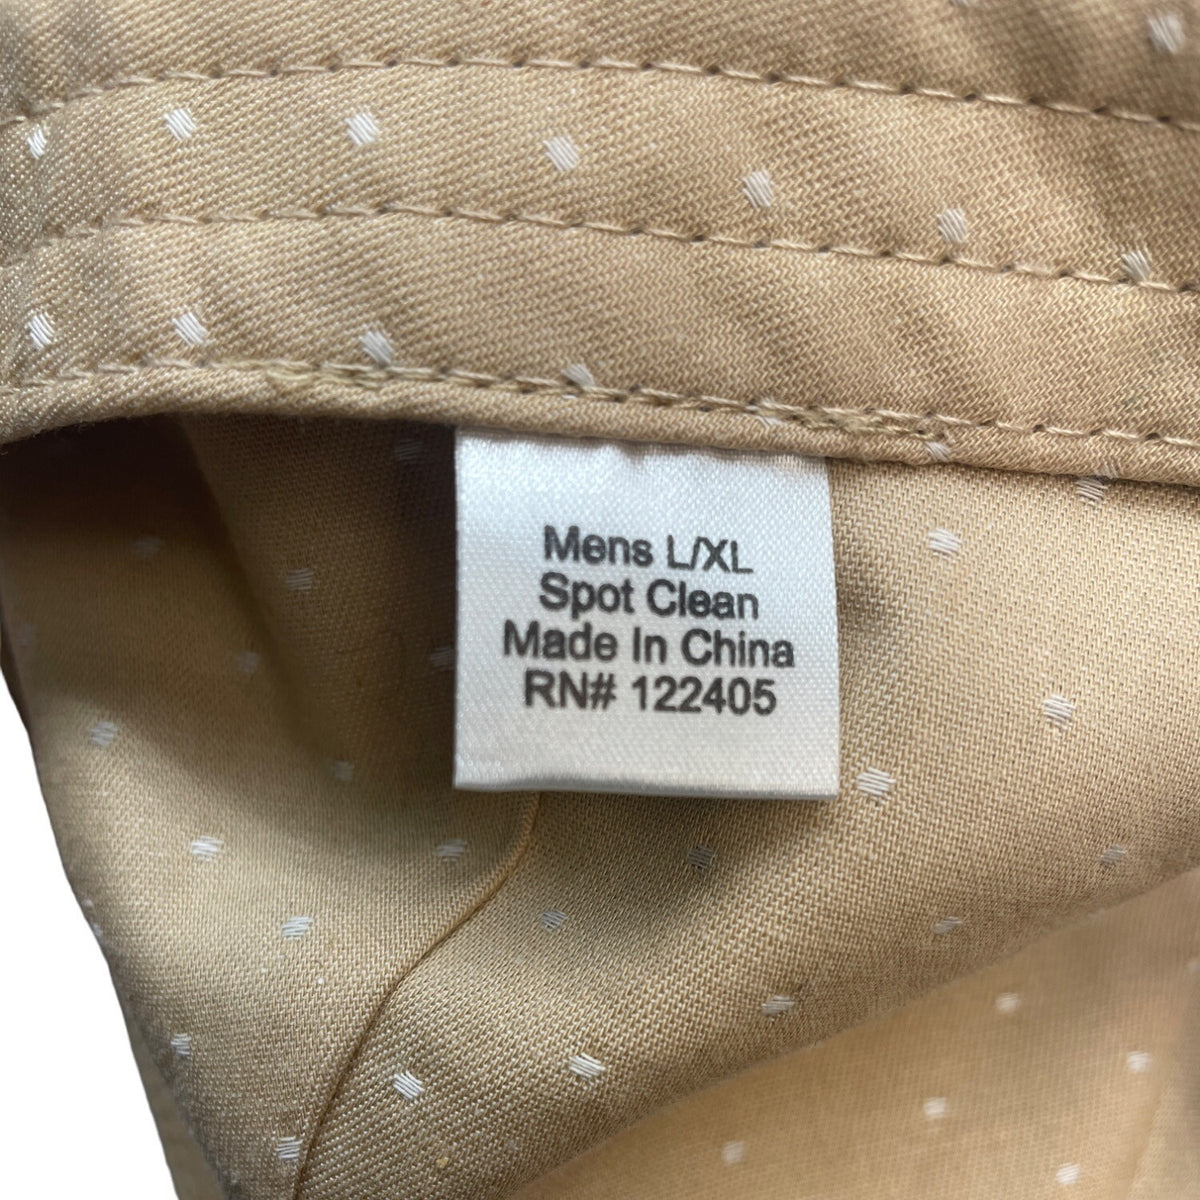 Mens L/XL
Spot Clean
Made In China
RN# 122405